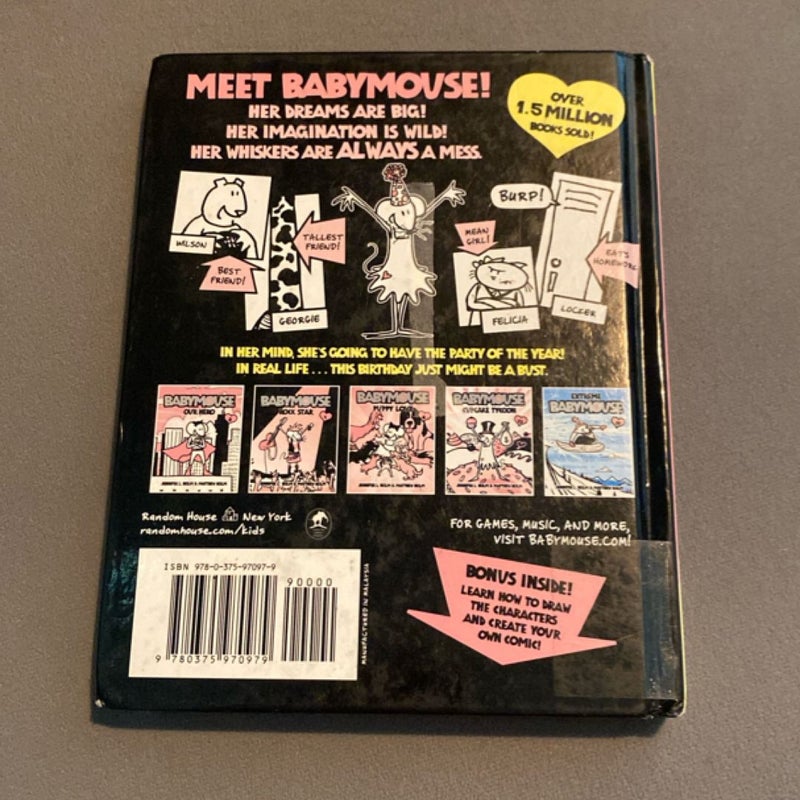 MEET BABYMOUSE!
HER DREAMS ARE BIG!
HER IMAGINATION IS WILD!
HER WHISKERS ARE ALWAYS A MESS.
OVER
1.5 MILLION
BOOKS SOLD!
WILSON
BEST
FRIEND!
TALLEST
FRIEND!
GEORGIE
MEAN
GIRL!
FELICIA
BURP!
EATS
HOMEWORK
LOCKER
IN HER MIND, SHE'S GOING TO HAVE THE PARTY OF THE YEAR!
IN REAL LIFE . . . THIS BIRTHDAY JUST MIGHT BE A BUST.
BABYMOUSE
OUR HERO
BABYMOUSE
ROCK STAR
BABYMOUSE
PUPPY LOVE
BABYMOUSE
CUPCAKE TYCOON
EXTREME
BABYMOUSE
Random House New York
randomhouse.com/kids
FOR GAMES, MUSIC, AND MORE,
VISIT BABYMOUSE.COM!
ISBN 978-0-375-97097-9
90000
9 780375 970979
MANUFACTURED IN MALAYSIA
BONUS INSIDE!
LEARN HOW TO DRAW
THE CHARACTERS
AND CREATE YOUR
OWN COMIC!